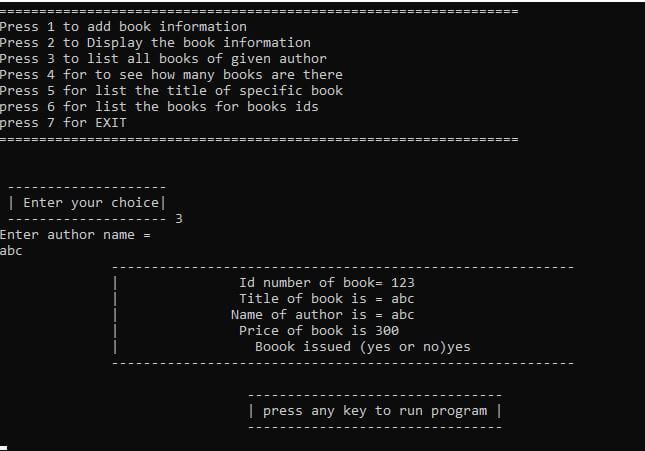 =================================================================
Press 1 to add book information
Press 2 to Display the book information
Press 3 to list all books of given author
Press 4 for to see how many books are there
Press 5 for list the title of specific book
press 6 for list the books for books ids
press 7 for EXIT
=================================================================
--------------------
| Enter your choice|
-------------------- 3
Enter author name =
abc
----------------------------------------------------------
| Id number of book= 123
| Title of book is = abc
| Name of author is = abc
| Price of book is 300
| Boook issued (yes or no)yes
----------------------------------------------------------
--------------------------------
| press any key to run program |
--------------------------------